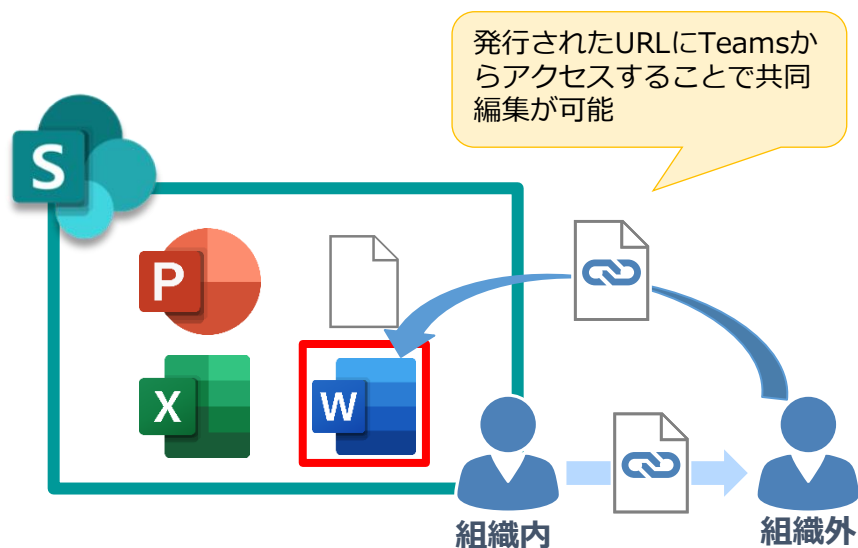 発行されたURLにTeamsか
らアクセスすることで共同
編集が可能
S
P
X
W
組織内
組織外